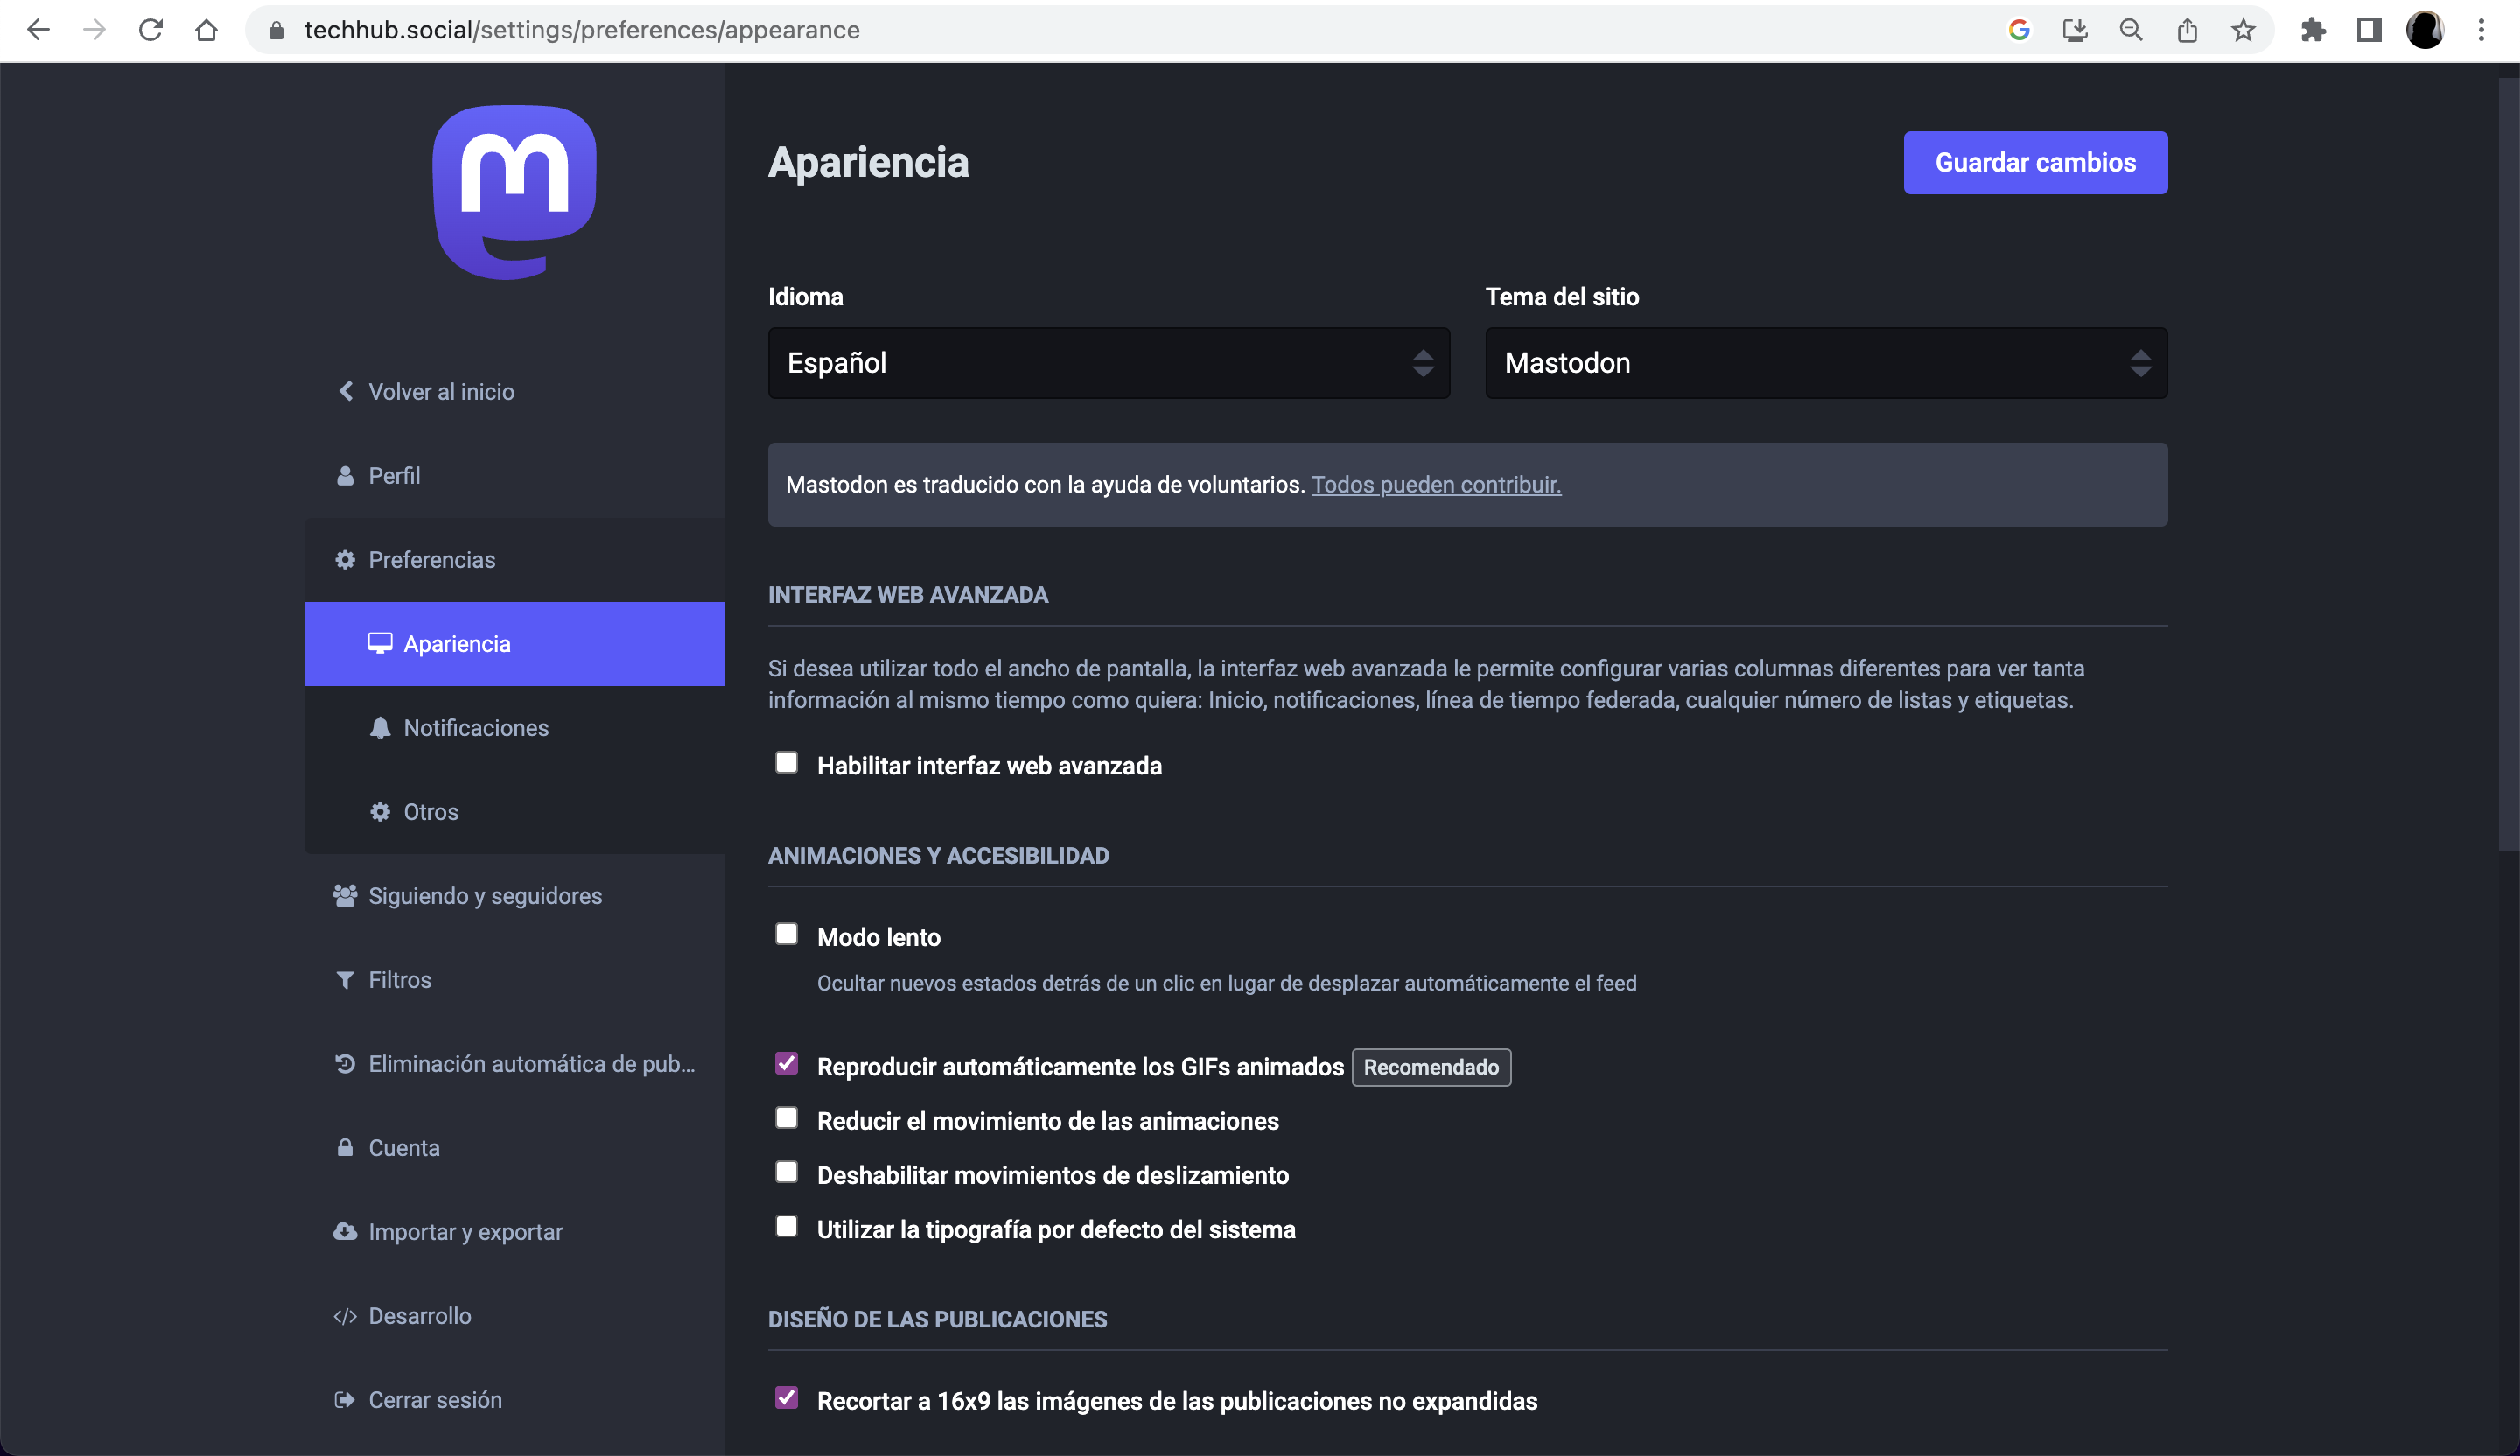 techhub.social/settings/preferences/appearance
Volver al inicio
Perfil
Preferencias
Apariencia
Notificaciones
Otros
Siguiendo y seguidores
Filtros
Eliminación automática de pub...
Cuenta
Importar y exportar
Desarrollo
Cerrar sesión
Apariencia
Guardar cambios
Idioma
Español
Tema del sitio
Mastodon
Mastodon es traducido con la ayuda de voluntarios. Todos pueden contribuir.
INTERFAZ WEB AVANZADA
Si desea utilizar todo el ancho de pantalla, la interfaz web avanzada le permite configurar varias columnas diferentes para ver tanta
información al mismo tiempo como quiera: Inicio, notificaciones, línea de tiempo federada, cualquier número de listas y etiquetas.
Habilitar interfaz web avanzada
ANIMACIONES Y ACCESIBILIDAD
Modo lento
Ocultar nuevos estados detrás de un clic en lugar de desplazar automáticamente el feed
Reproducir automáticamente los GIFs animados Recomendado
Reducir el movimiento de las animaciones
Deshabilitar movimientos de deslizamiento
Utilizar la tipografía por defecto del sistema
DISEÑO DE LAS PUBLICACIONES
Recortar a 16x9 las imágenes de las publicaciones no expandidas